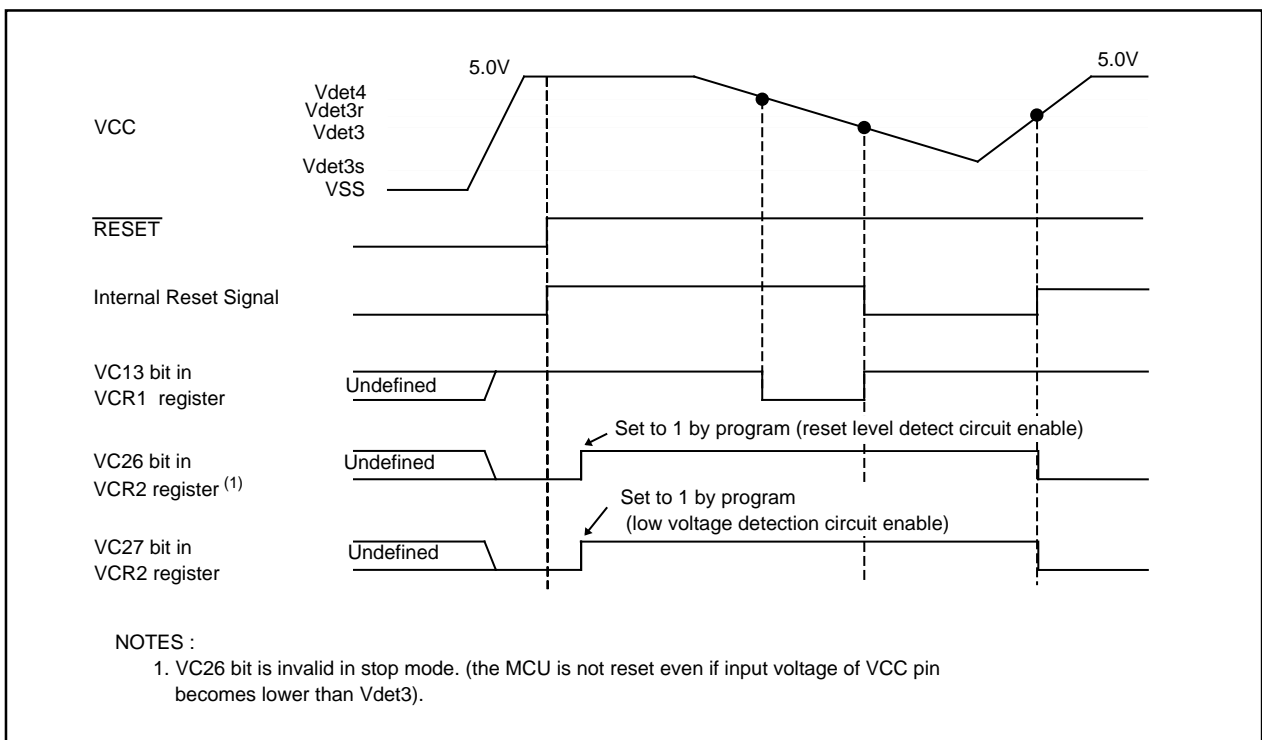 5.0V
5.0V
Vdet4
Vdet3r
VCC
Vdet3
Vdet3s
VSS
RESET
Internal Reset Signal
VC13 bit in
VCR1 register
Undefined
Set to 1 by program (reset level detect circuit enable)
VC26 bit in
VCR2 register (1)
Undefined
Set to 1 by program
(low voltage detection circuit enable)
VC27 bit in
VCR2 register
Undefined
NOTES :
1. VC26 bit is invalid in stop mode. (the MCU is not reset even if input voltage of VCC pin
becomes lower than Vdet3).